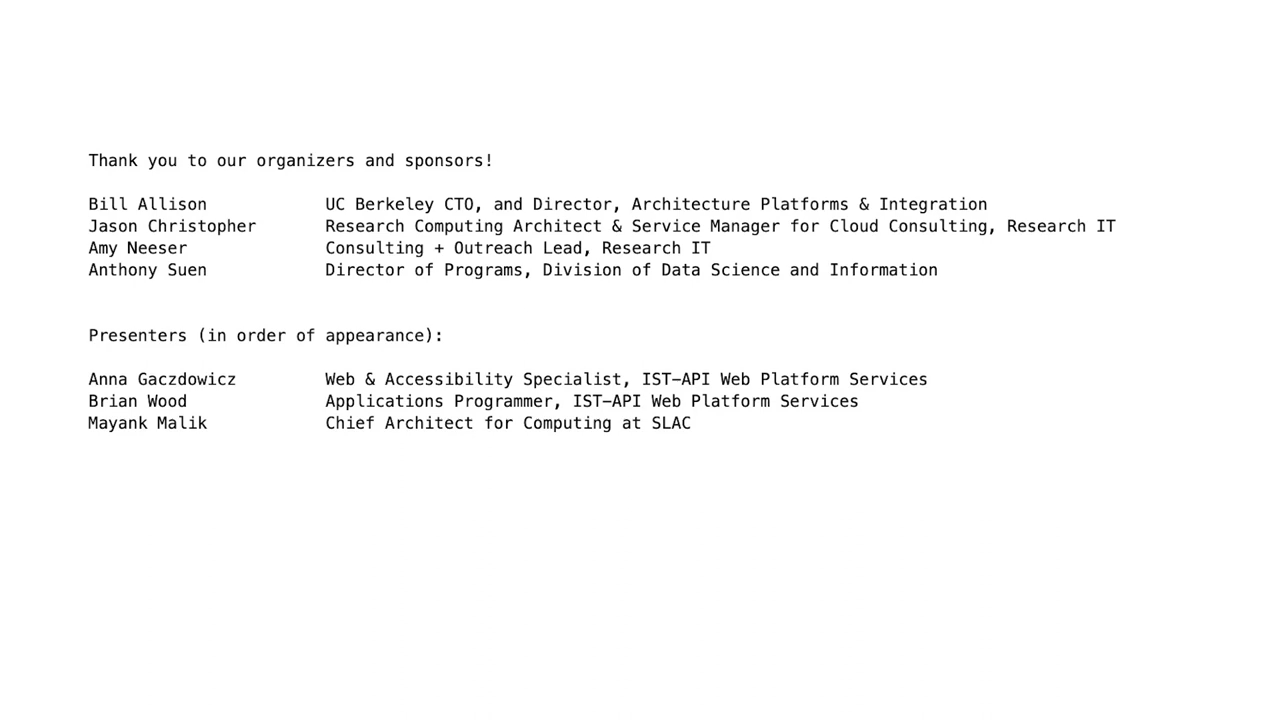 Thank you to our organizers and sponsors!
Bill Allison UC Berkeley CTO, and Director, Architecture Platforms & Integration
Jason Christopher Research Computing Architect & Service Manager for Cloud Consulting, Research IT
Amy Neeser Consulting + Outreach Lead, Research IT
Anthony Suen Director of Programs, Division of Data Science and Information
Presenters (in order of appearance):
Anna Gaczdowicz Web & Accessibility Specialist, IST-API Web Platform Services
Brian Wood Applications Programmer, IST-API Web Platform Services
Mayank Malik Chief Architect for Computing at SLAC